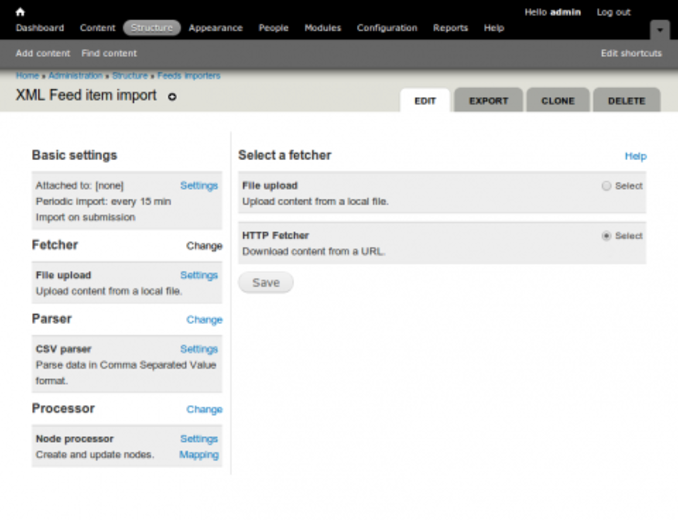 Hello admin Log out
Dashboard Content Structure Appearance People Modules Configuration Reports Help
Add content Find content Edit shortcuts
Home » Administration » Structure » Feeds importers
XML Feed item import
EDIT EXPORT CLONE DELETE
Basic settings
Attached to: [none] Settings
Periodic import: every 15 min
Import on submission
Fetcher Change
File upload Settings
Upload content from a local file.
Parser Change
CSV parser Settings
Parse data in Comma Separated Value
format.
Processor Change
Node processor Settings
Create and update nodes. Mapping
Select a fetcher Help
File upload Select
Upload content from a local file.
HTTP Fetcher Select
Download content from a URL.
Save